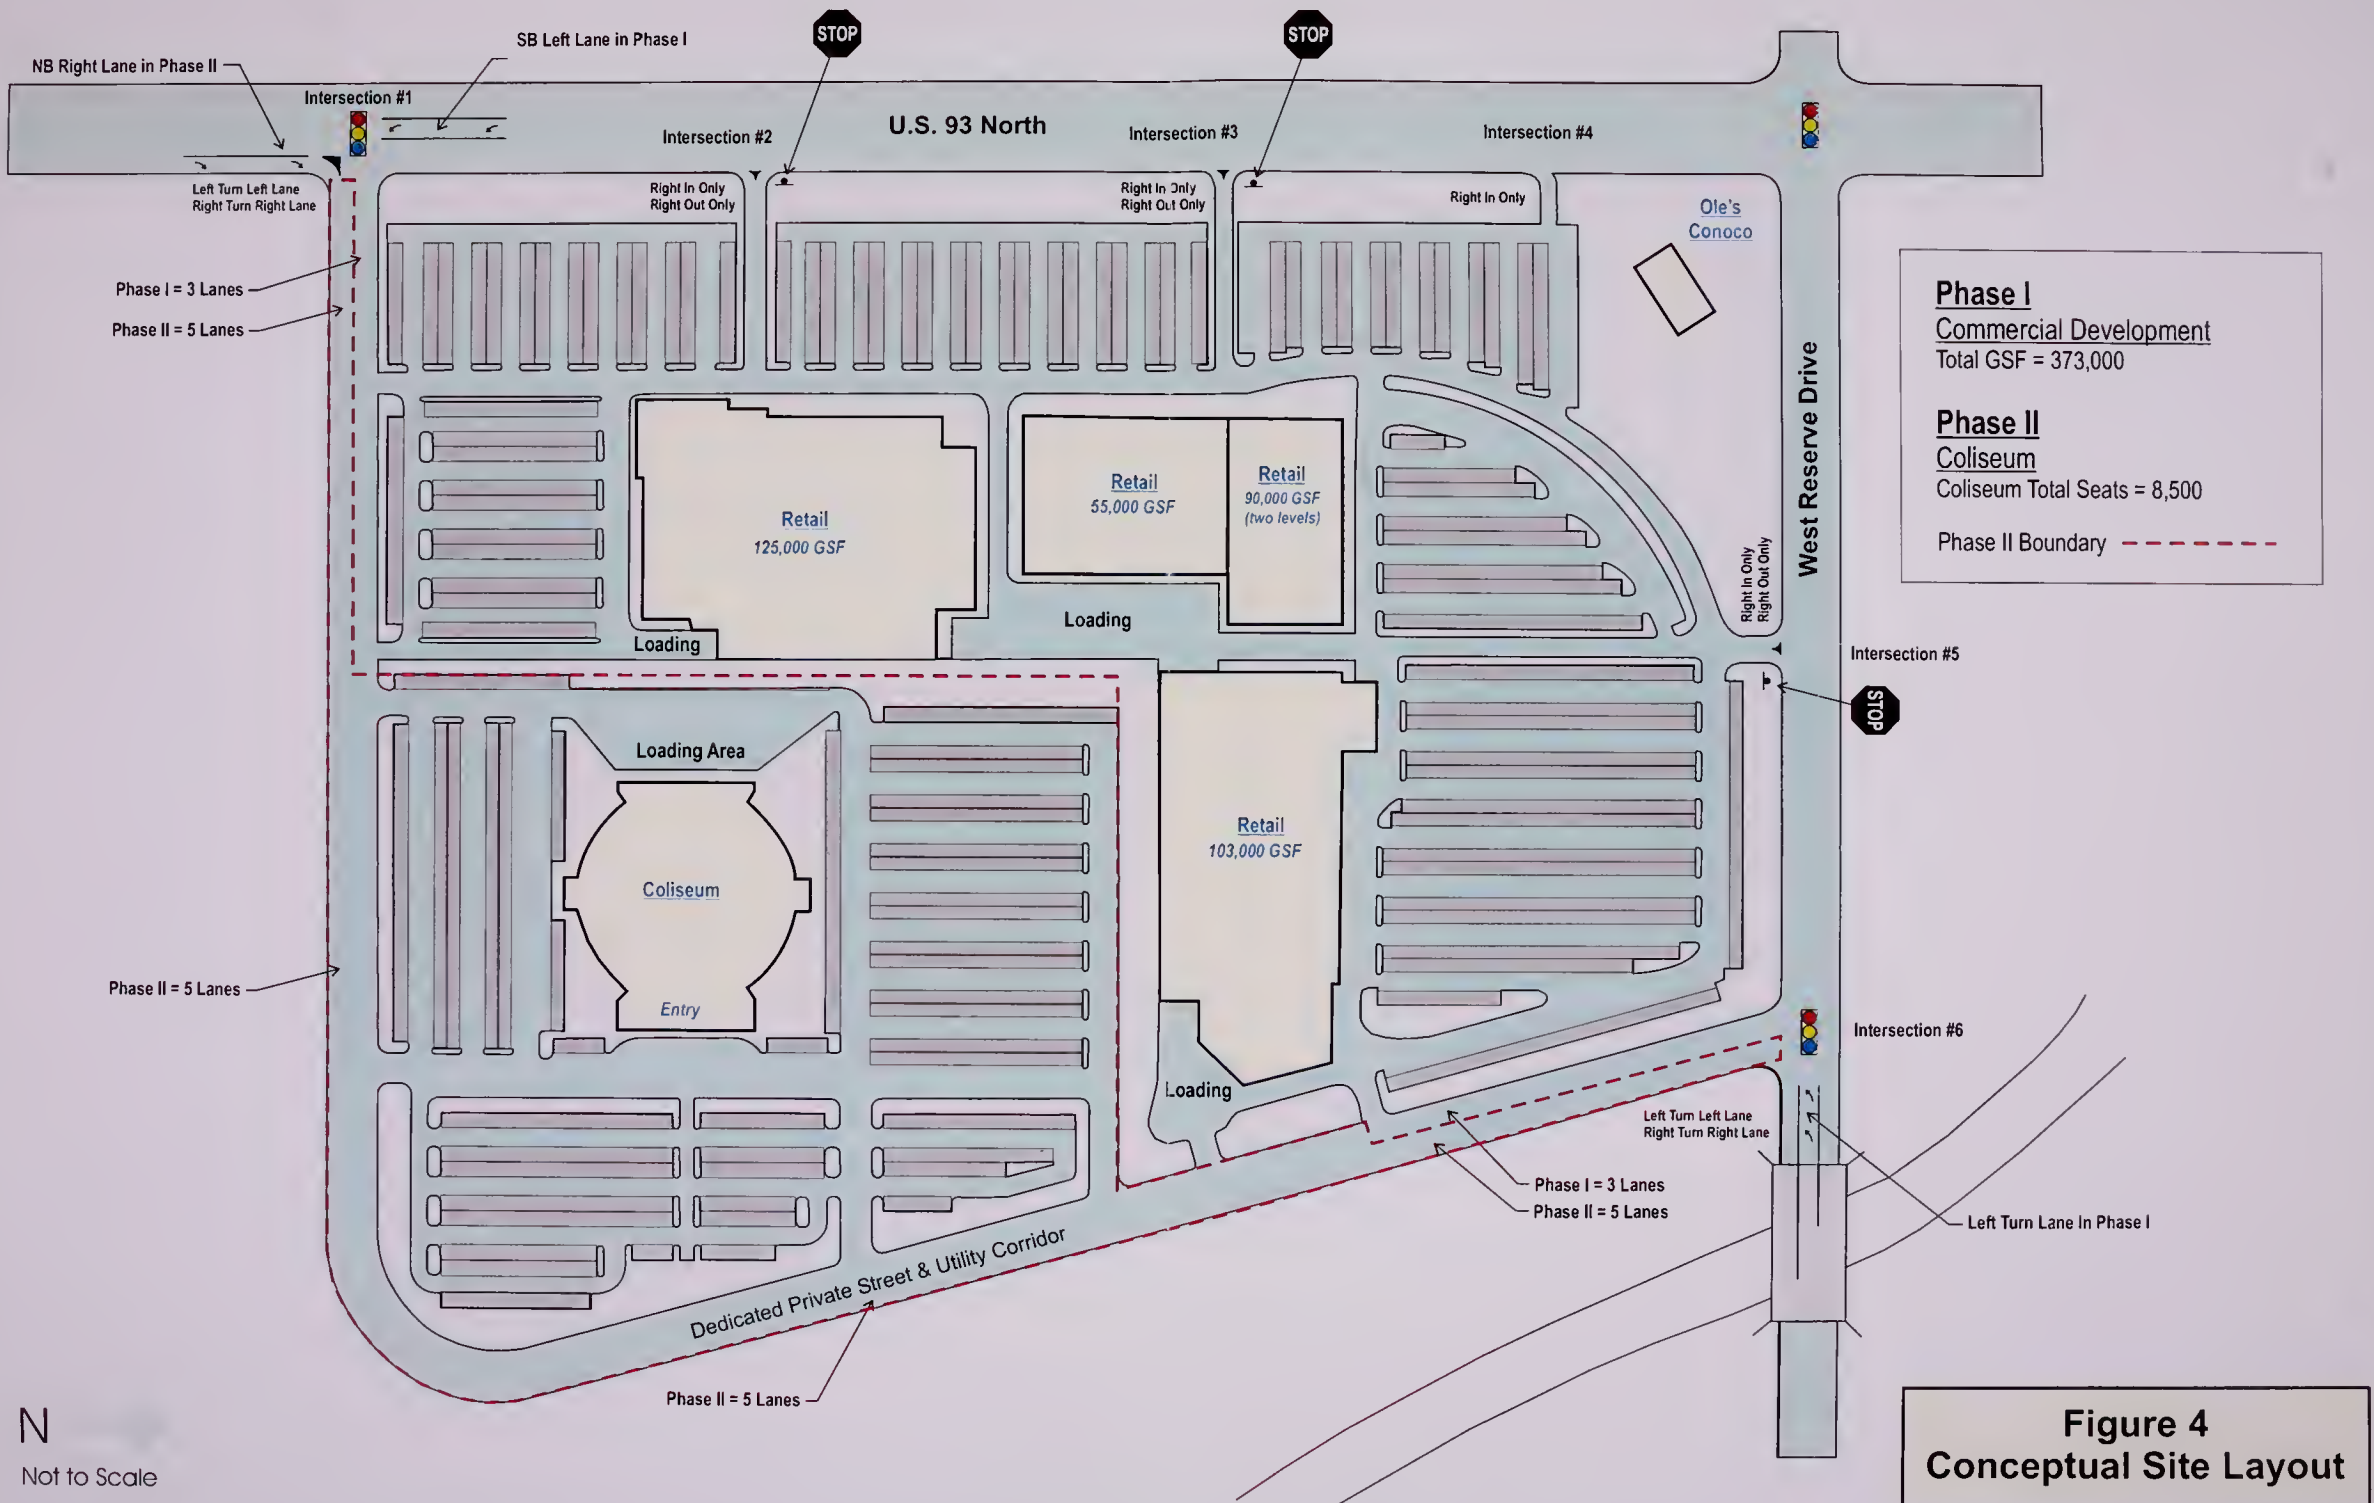 STOP
STOP
SB Left Lane in Phase I
NB Right Lane in Phase II
Intersection #1
Intersection #2
U.S. 93 North
Intersection #3
Intersection #4
Left Turn Left Lane
Right Turn Right Lane
Right In Only
Right Out Only
Right In Only
Right Out Only
Right In Only
Ole's
Conoco
Phase I = 3 Lanes
Phase II = 5 Lanes
Phase I
Commercial Development
Total GSF = 373,000
Phase II
Coliseum
Coliseum Total Seats = 8,500
Phase II Boundary
West Reserve Drive
Retail
125,000 GSF
Retail
55,000 GSF
Retail
90,000 GSF
(two levels)
Right In Only
Right Out Only
Loading
Loading
Intersection #5
STOP
Loading Area
Coliseum
Entry
Retail
103,000 GSF
Phase II = 5 Lanes
Intersection #6
Loading
Left Turn Left Lane
Right Turn Right Lane
Phase I = 3 Lanes
Phase II = 5 Lanes
Left Turn Lane In Phase I
Dedicated Private Street & Utility Corridor
Phase II = 5 Lanes
N
Not to Scale
Figure 4
Conceptual Site Layout